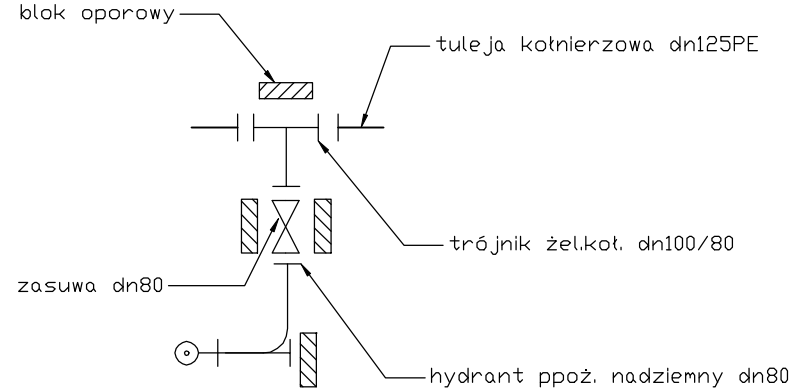 blok oporowy
tuleja kołnierzowa dn125PE
trójnik żel.koł. dn100/80
zasuwa dn80
hydrant ppoż. nadziemny dn80